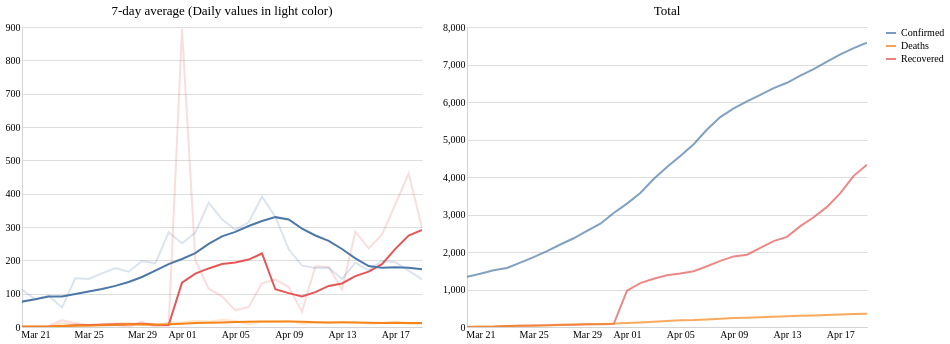 7-day average (Daily values in light color)
900
800
700
600
500
400
300
200
100
0
Mar 21 Mar 25 Mar 29 Apr 01 Apr 05 Apr 09 Apr 13 Apr 17
Total
8,000
7,000
6,000
5,000
4,000
3,000
2,000
1,000
0
Mar 21 Mar 25 Mar 29 Apr 01 Apr 05 Apr 09 Apr 13 Apr 17
Confirmed
Deaths
Recovered